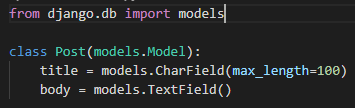 from django.db import models
class Post(models.Model):
    title = models.CharField(max_length=100)
    body = models.TextField()